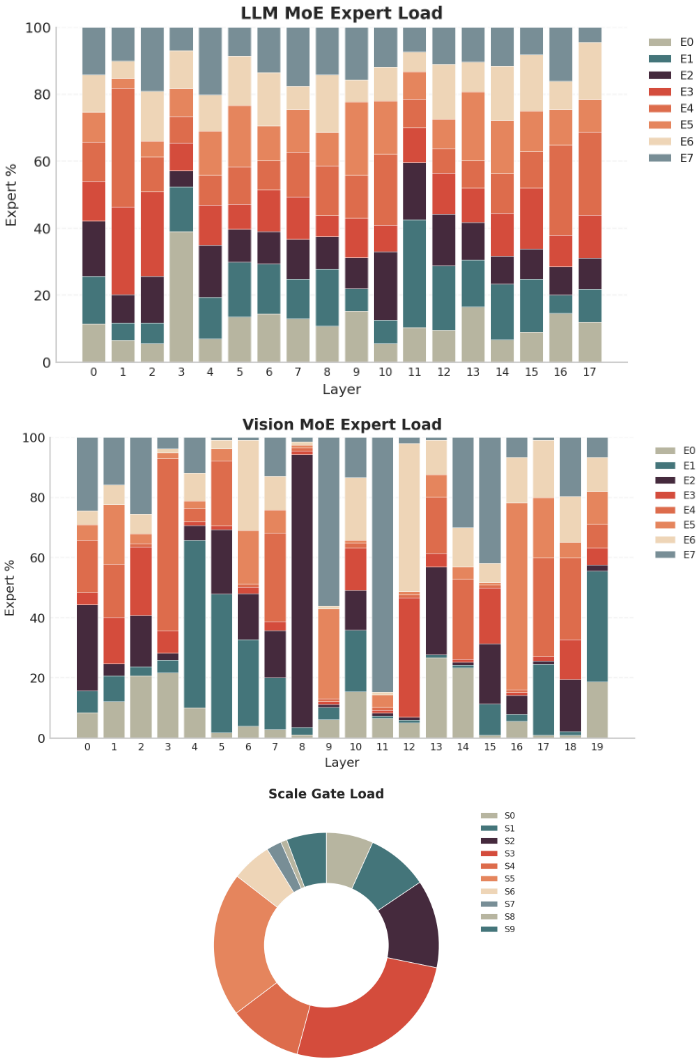 LLM MoE Expert Load
Expert %
100
80
60
40
20
0
0 1 2 3 4 5 6 7 8 9 10 11 12 13 14 15 16 17
Layer
E0
E1
E2
E3
E4
E5
E6
E7
Vision MoE Expert Load
Expert %
100
80
60
40
20
0
0 1 2 3 4 5 6 7 8 9 10 11 12 13 14 15 16 17 18 19
Layer
E0
E1
E2
E3
E4
E5
E6
E7
Scale Gate Load
S0
S1
S2
S3
S4
S5
S6
S7
S8
S9